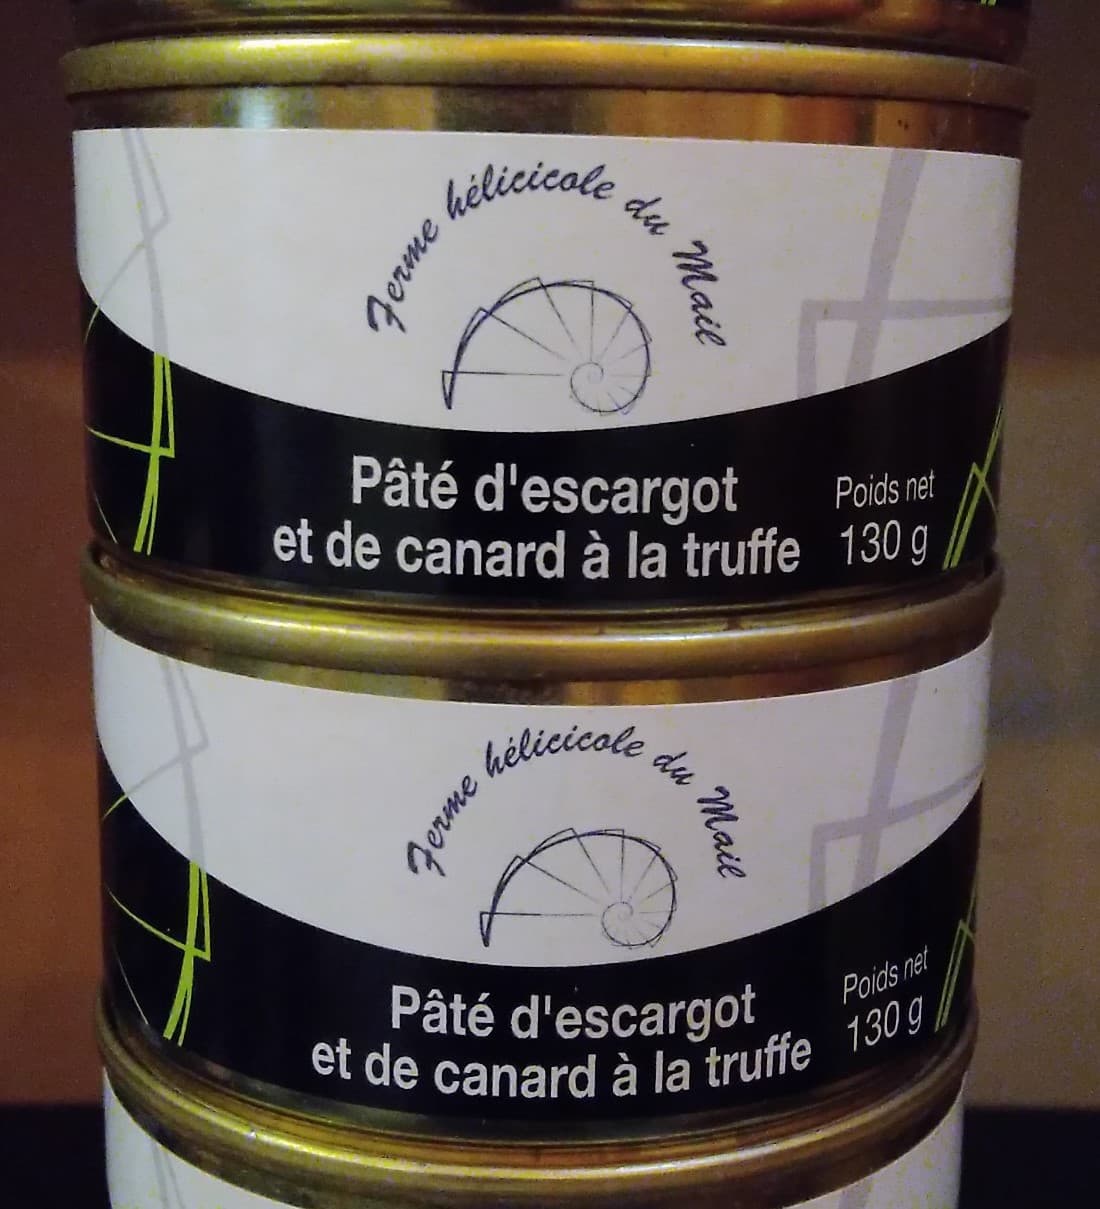 Ferme hélicicole du Mail
Pâté d'escargot
et de canard à la truffe
Poids net
130 g
Ferme hélicicole du Mail
Pâté d'escargot
et de canard à la truffe
Poids net
130 g